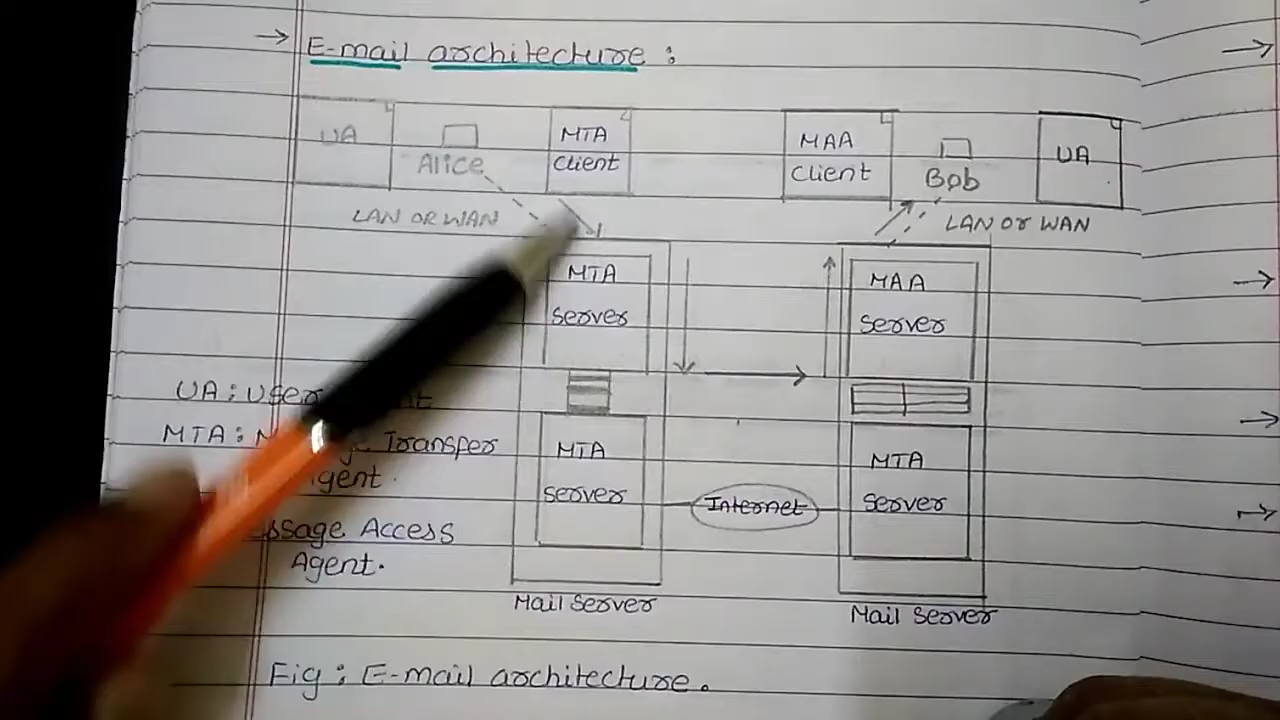 E-mail architecture :
UA Alice MTA Client MAA Client Bob UA
LAN OR WAN LAN Or WAN
MTA Server MAA Server
UA : Agent
MTA : Transfer
Agent.
Access
Agent.
MTA Server Internet MTA Server
Mail Server Mail Server
Fig : E-mail architecture.